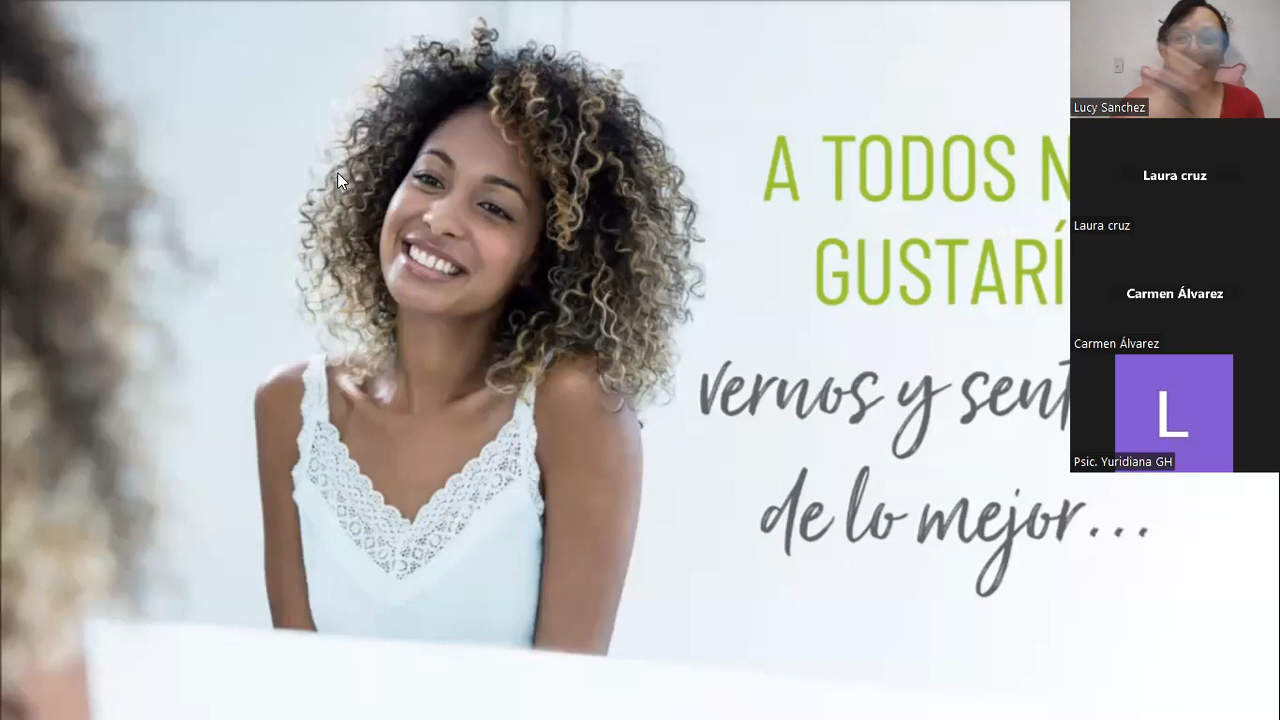 A TODOS N
GUSTARÍ
vernos y sent
de lo mejor...
Lucy Sanchez
Laura cruz
Laura cruz
Carmen Álvarez
Carmen Álvarez
L
Psic. Yuridiana GH